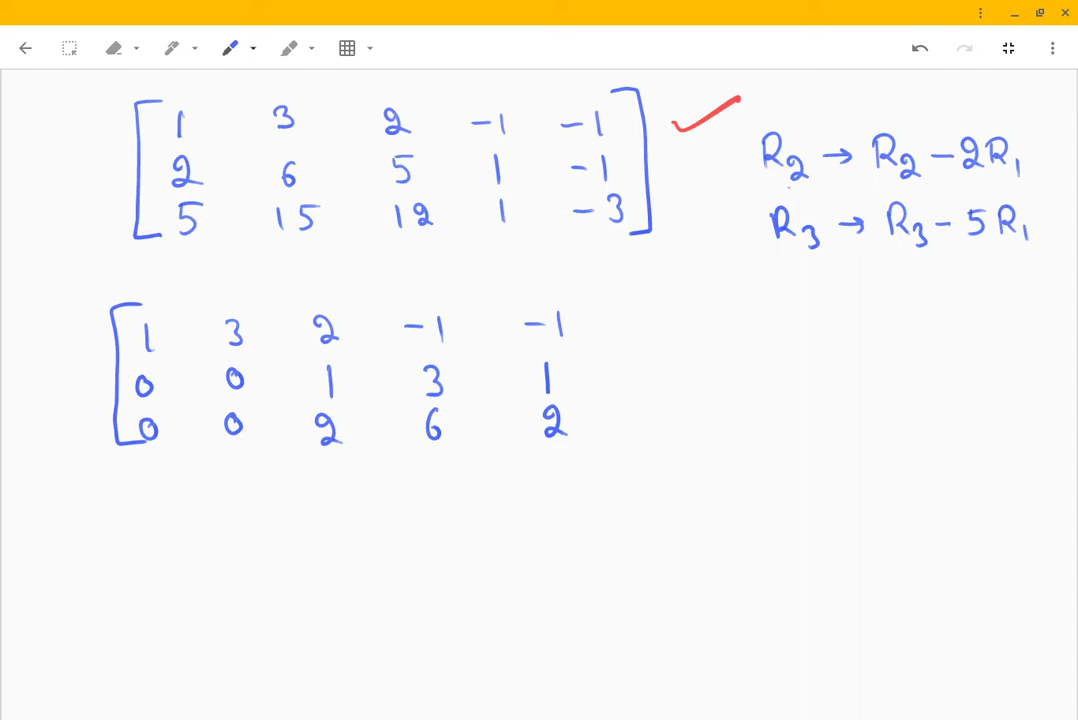 [ 1 3 2 -1 -1 ]
[ 2 6 5 1 -1 ]
[ 5 15 12 1 -3 ]
R₂ → R₂ - 2R₁
R₃ → R₃ - 5R₁
[ 1 3 2 -1 -1
[ 0 0 1 3 1
[ 0 0 2 6 2